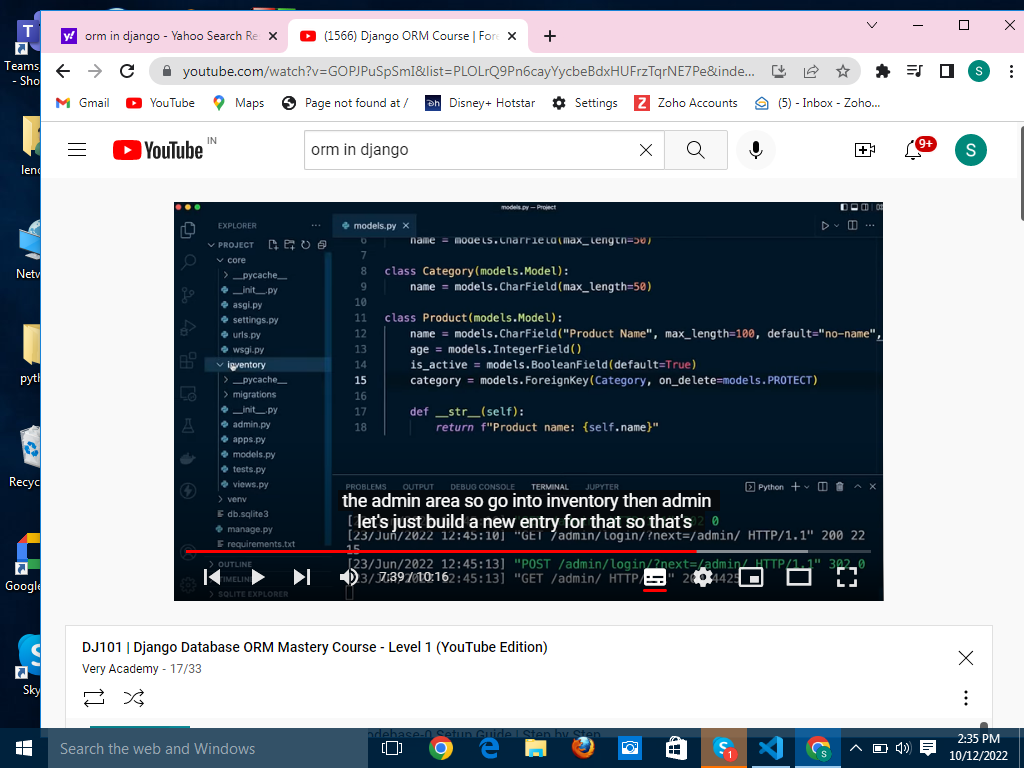 orm in django - Yahoo Search Re
(1566) Django ORM Course | For
youtube.com/watch?v=GOPJPuSpSmI&list=PLOLrQ9Pn6cayYycbeBdxHUFrzTqrNE7Pe&inde...
S
Gmail
YouTube
Maps
Page not found at /
Disney+ Hotstar
Settings
Zoho Accounts
(5) - Inbox - Zoho...
YouTube IN
orm in django
9+
S
models.py — Project
EXPLORER
models.py
PROJECT
core
__pycache__
__init__.py
asgi.py
settings.py
urls.py
wsgi.py
inventory
__pycache__
migrations
__init__.py
admin.py
apps.py
models.py
tests.py
views.py
venv
db.sqlite3
manage.py
requirements.txt
OUTLINE
TIMELINE
SQLITE EXPLORER
6 name = models.CharField(max_length=50)
7
8 class Category(models.Model):
9 name = models.CharField(max_length=50)
10
11 class Product(models.Model):
12 name = models.CharField("Product Name", max_length=100, default="no-name",
13 age = models.IntegerField()
14 is_active = models.BooleanField(default=True)
15 category = models.ForeignKey(Category, on_delete=models.PROTECT)
16
17 def __str__(self):
18 return f"Product name: {self.name}"
PROBLEMS OUTPUT DEBUG CONSOLE TERMINAL JUPYTER
Python
the admin area so go into inventory then admin
let's just build a new entry for that so that's
[23/Jun/2022 12:45:10] "GET /admin/login/?next=/admin/ HTTP/1.1" 200 22
15
[23/Jun/2022 12:45:13] "POST /admin/login/?next=/admin/ HTTP/1.1" 302 0
[23/Jun/2022 12:45:13] "GET /admin/
7:39 / 10:16
DJ101 | Django Database ORM Mastery Course - Level 1 (YouTube Edition)
Very Academy - 17/33
Teams
- Sho
lenc
Netw
pyth
Recyc
Google
Sky
Search the web and Windows
1
2:35 PM
10/12/2022